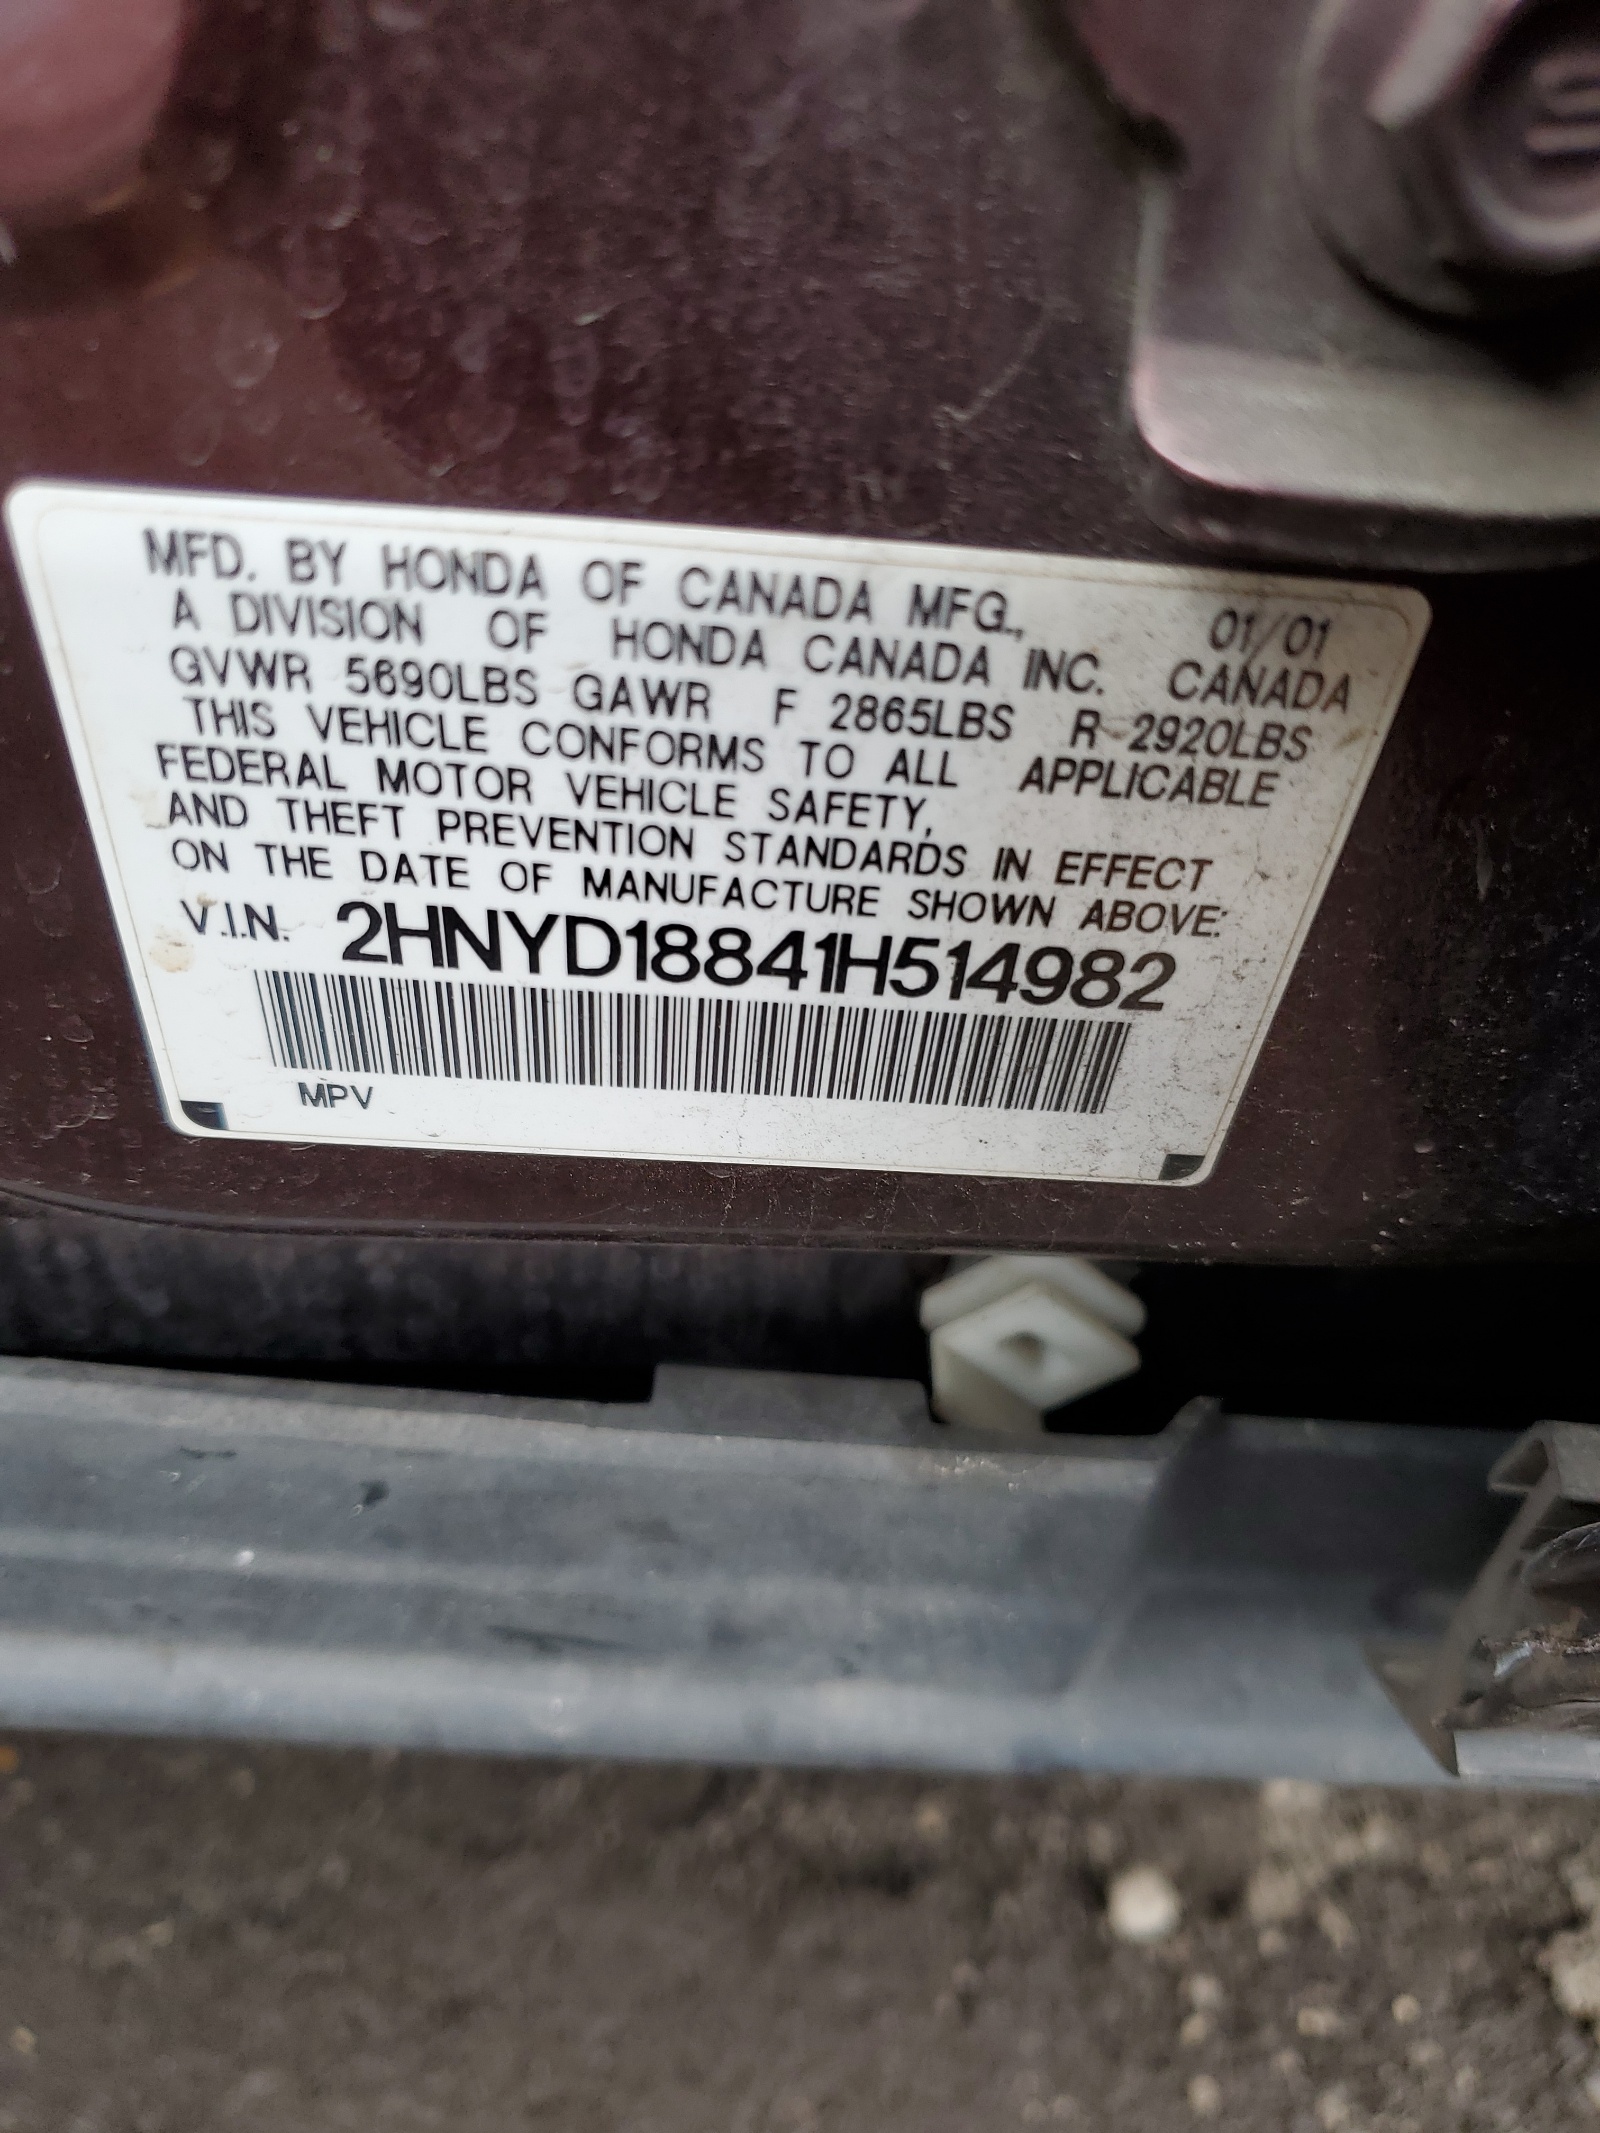 MFD. BY HONDA OF CANADA MFG., 01/01
A DIVISION OF HONDA CANADA INC. CANADA
GVWR 5690LBS GAWR F 2865LBS R 2920LBS
THIS VEHICLE CONFORMS TO ALL APPLICABLE
FEDERAL MOTOR VEHICLE SAFETY,
AND THEFT PREVENTION STANDARDS IN EFFECT
ON THE DATE OF MANUFACTURE SHOWN ABOVE:
V.I.N. 2HNYD18841H514982
MPV